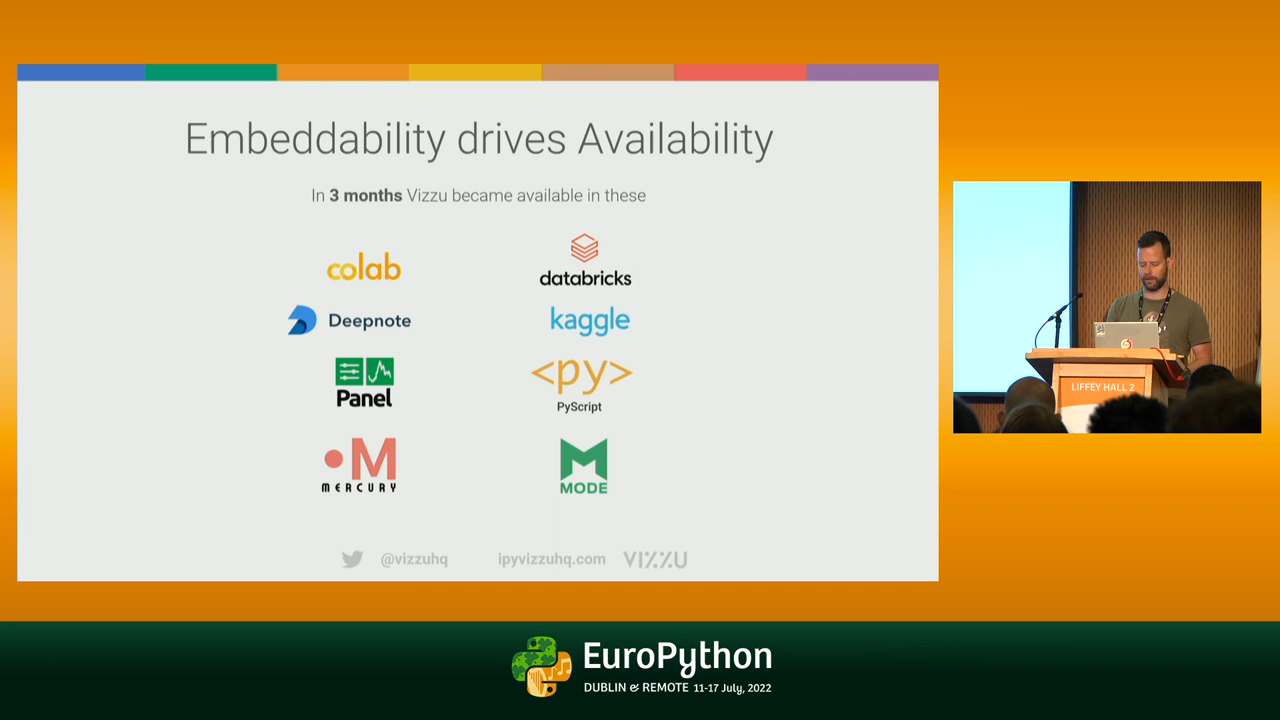 Embeddability drives Availability
In 3 months Vizzu became available in these
colab
databricks
Deepnote
kaggle
Panel
<py>
PyScript
M
MERCURY
MODE
@vizzuhq
ipyvizzuhq.com
VIZZU
LIFFEY HALL 2
EuroPython
DUBLIN & REMOTE 11-17 July, 2022